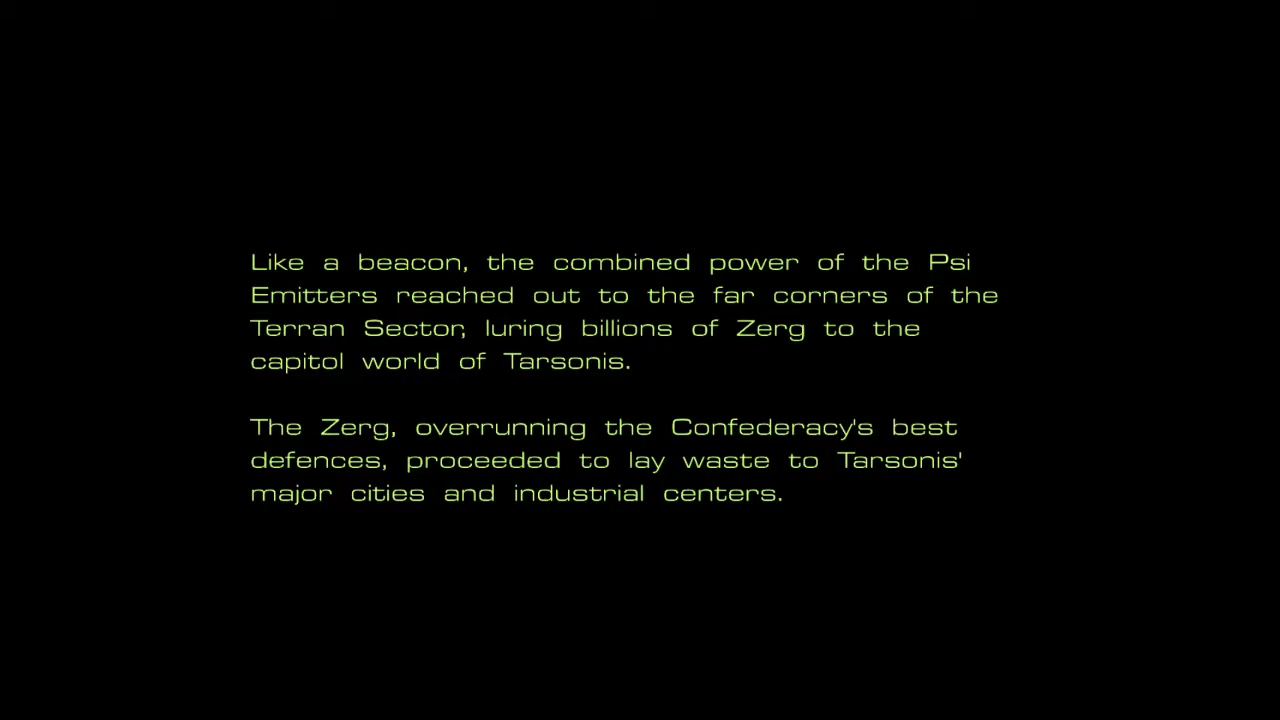 Like a beacon, the combined power of the Psi
Emitters reached out to the far corners of the
Terran Sector, luring billions of Zerg to the
capitol world of Tarsonis.
The Zerg, overrunning the Confederacy's best
defences, proceeded to lay waste to Tarsonis'
major cities and industrial centers.